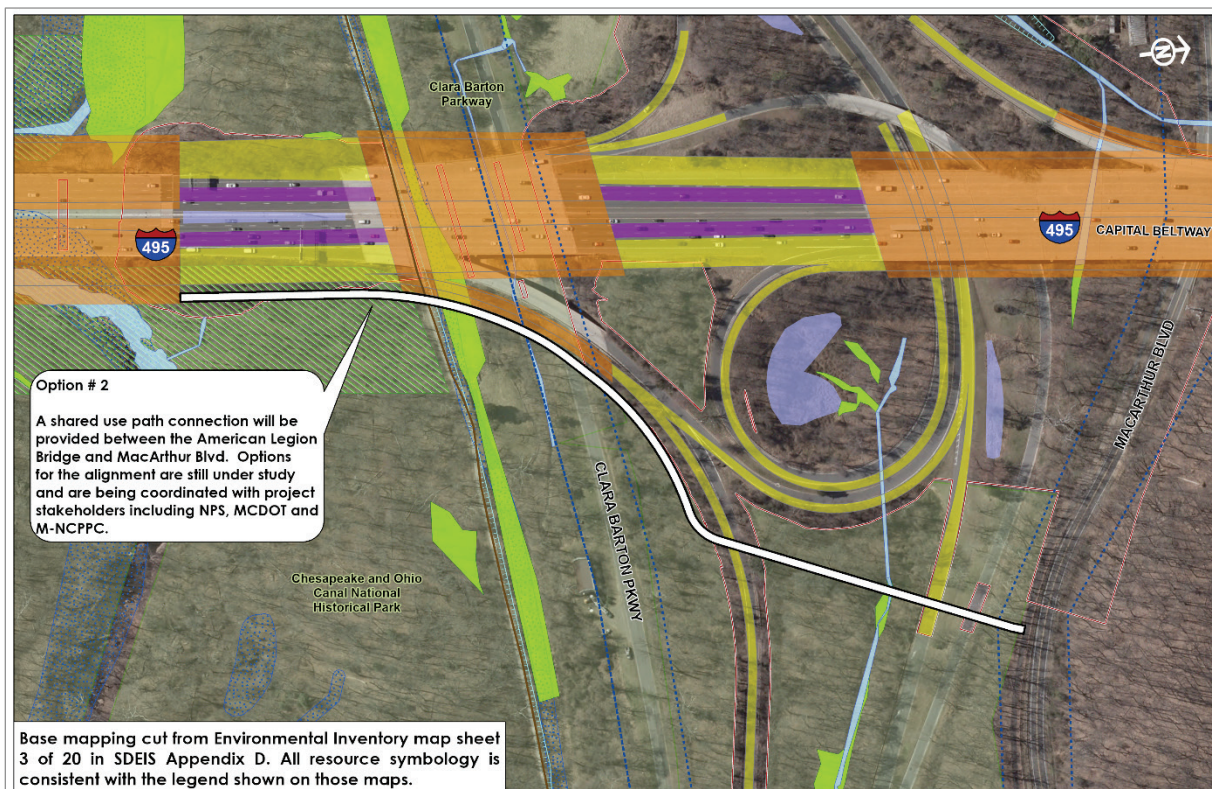 N
Clara Barton
Parkway
495
495
CAPITAL BELTWAY
MACARTHUR BLVD
CLARA BARTON PKWY
Option # 2
A shared use path connection will be
provided between the American Legion
Bridge and MacArthur Blvd. Options
for the alignment are still under study
and are being coordinated with project
stakeholders including NPS, MCDOT and
M-NCPPC.
Chesapeake and Ohio
Canal National
Historical Park
Base mapping cut from Environmental Inventory map sheet
3 of 20 in SDEIS Appendix D. All resource symbology is
consistent with the legend shown on those maps.